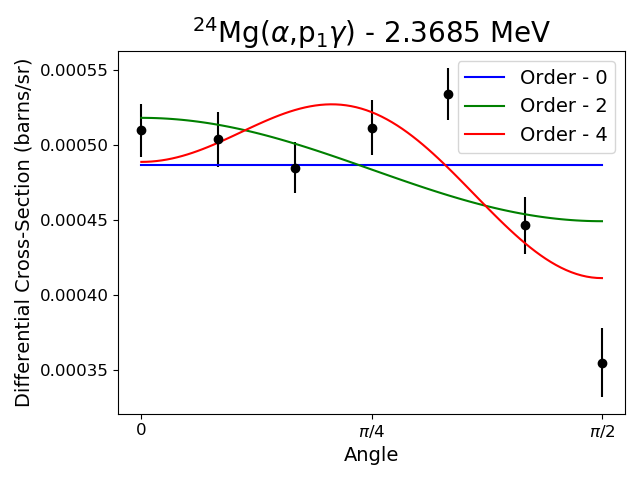 ²⁴Mg(α,p₁γ) - 2.3685 MeV
Differential Cross-Section (barns/sr)
0.00055
0.00050
0.00045
0.00040
0.00035
Order - 0
Order - 2
Order - 4
0
π/4
π/2
Angle